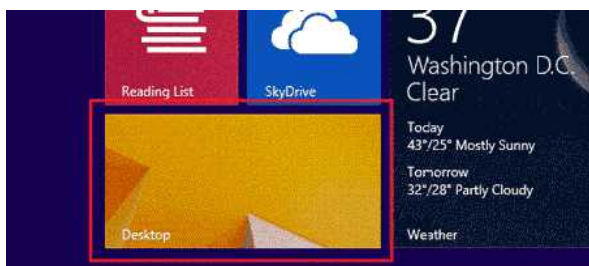 Reading List
SkyDrive
Desktop
37
Washington D.C.
Clear
Today
43°/25° Mostly Sunny
Tomorrow
32°/28° Partly Cloudy
Weather